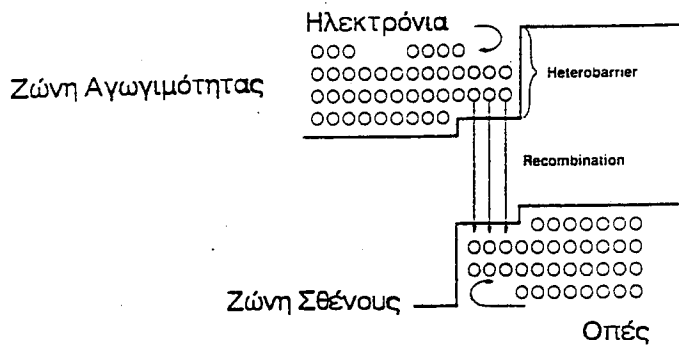 Ηλεκτρόνια
Ζώνη Αγωγιμότητας
Heterobarrier
Recombination
Ζώνη Σθένους
Οπές